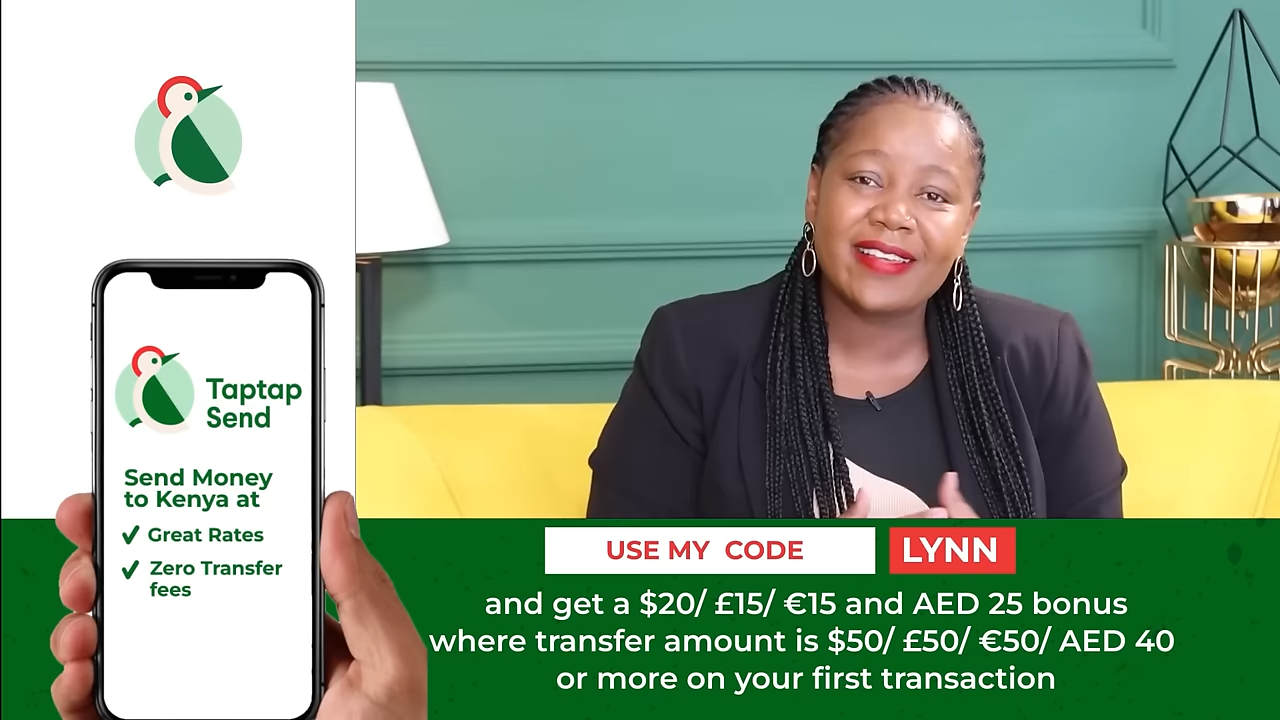 Taptap
Send
Send Money
to Kenya at
Great Rates
Zero Transfer
fees
USE MY CODE
LYNN
and get a $20/ £15/ €15 and AED 25 bonus
where transfer amount is $50/ £50/ €50/ AED 40
or more on your first transaction